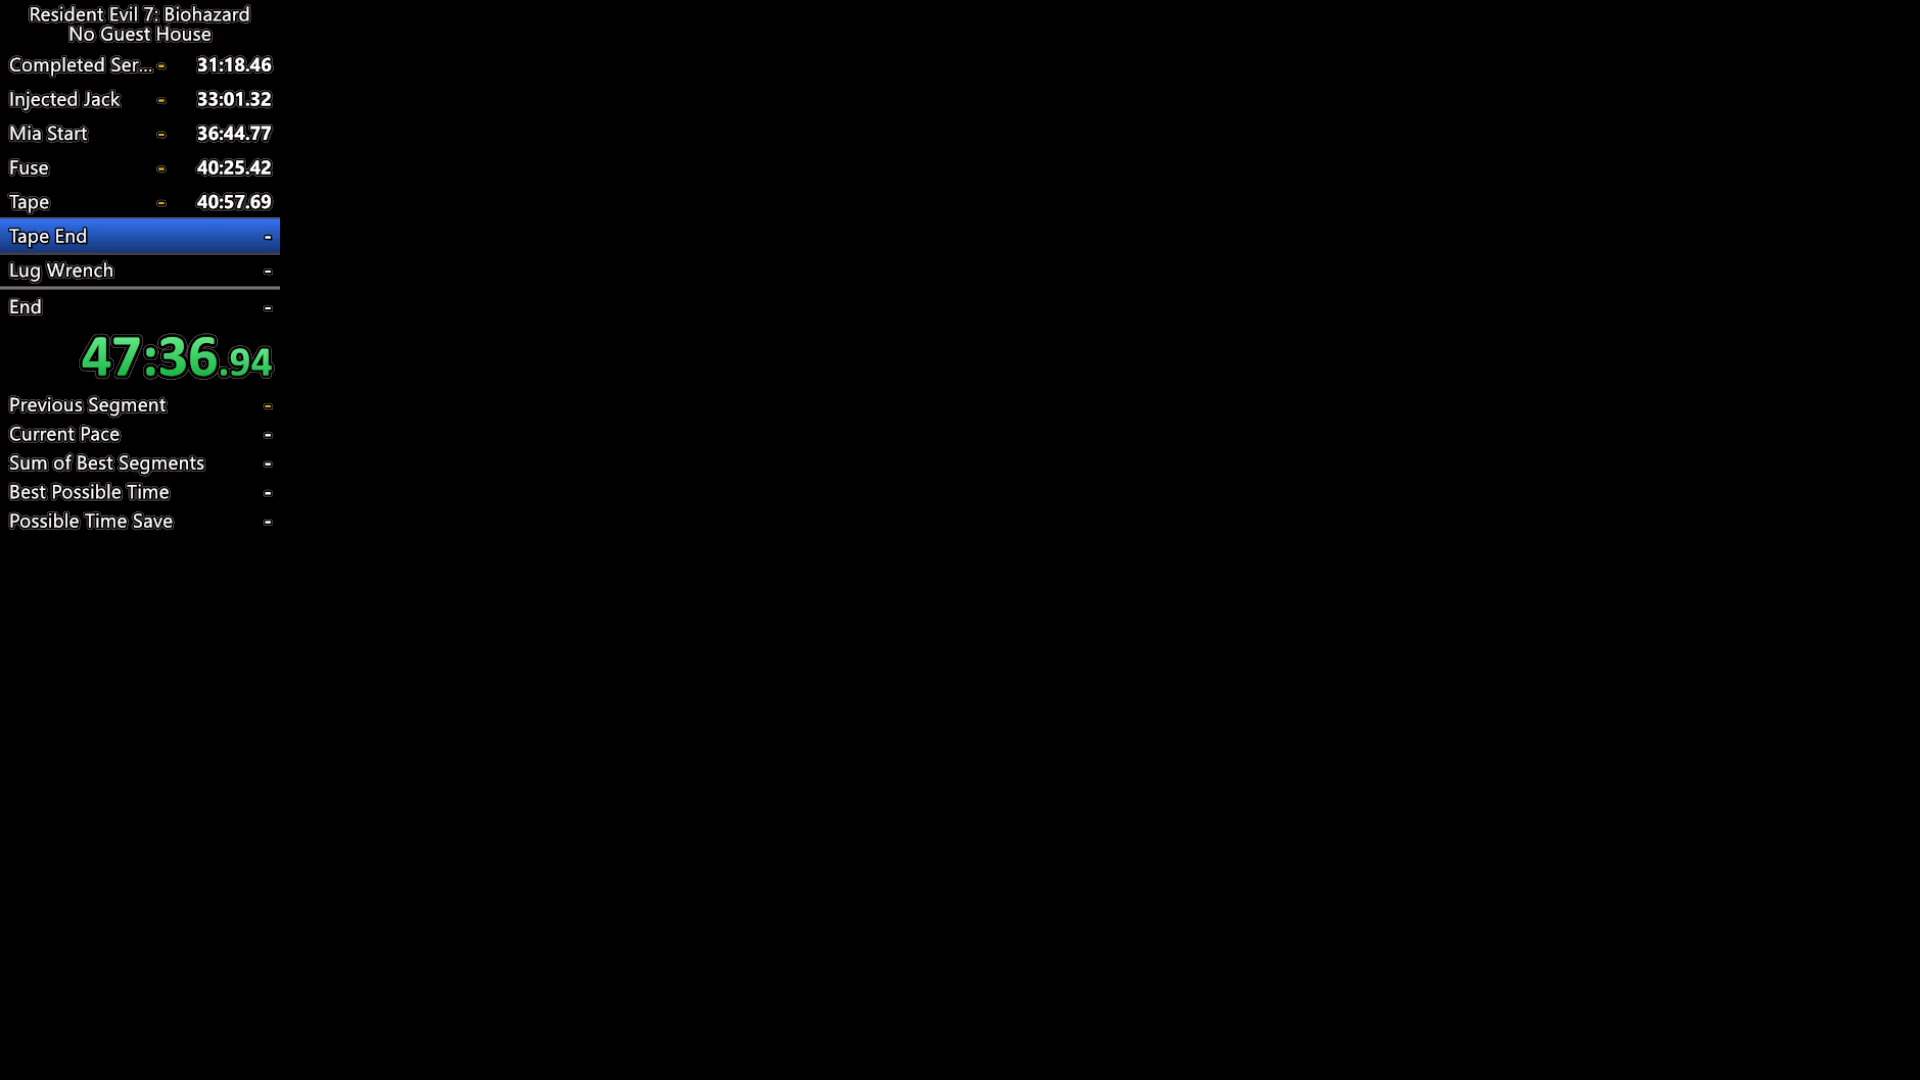 Resident Evil 7: Biohazard
No Guest House
Completed Ser... - 31:18.46
Injected Jack - 33:01.32
Mia Start - 36:44.77
Fuse - 40:25.42
Tape - 40:57.69
Tape End -
Lug Wrench -
End -
47:36.94
Previous Segment -
Current Pace -
Sum of Best Segments -
Best Possible Time -
Possible Time Save -